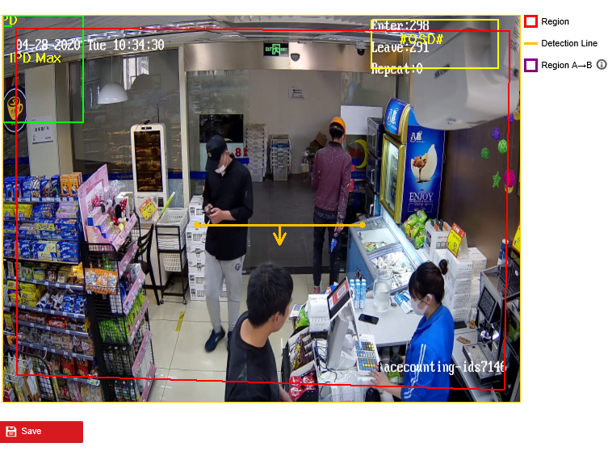 PD
04-28-2020 Tue 10:34:30
IPD Max
Enter:298
#OSD#
Leave:291
Repeat:0
ENJOY
acecounting-ids7146
Region
Detection Line
Region A→B
Save